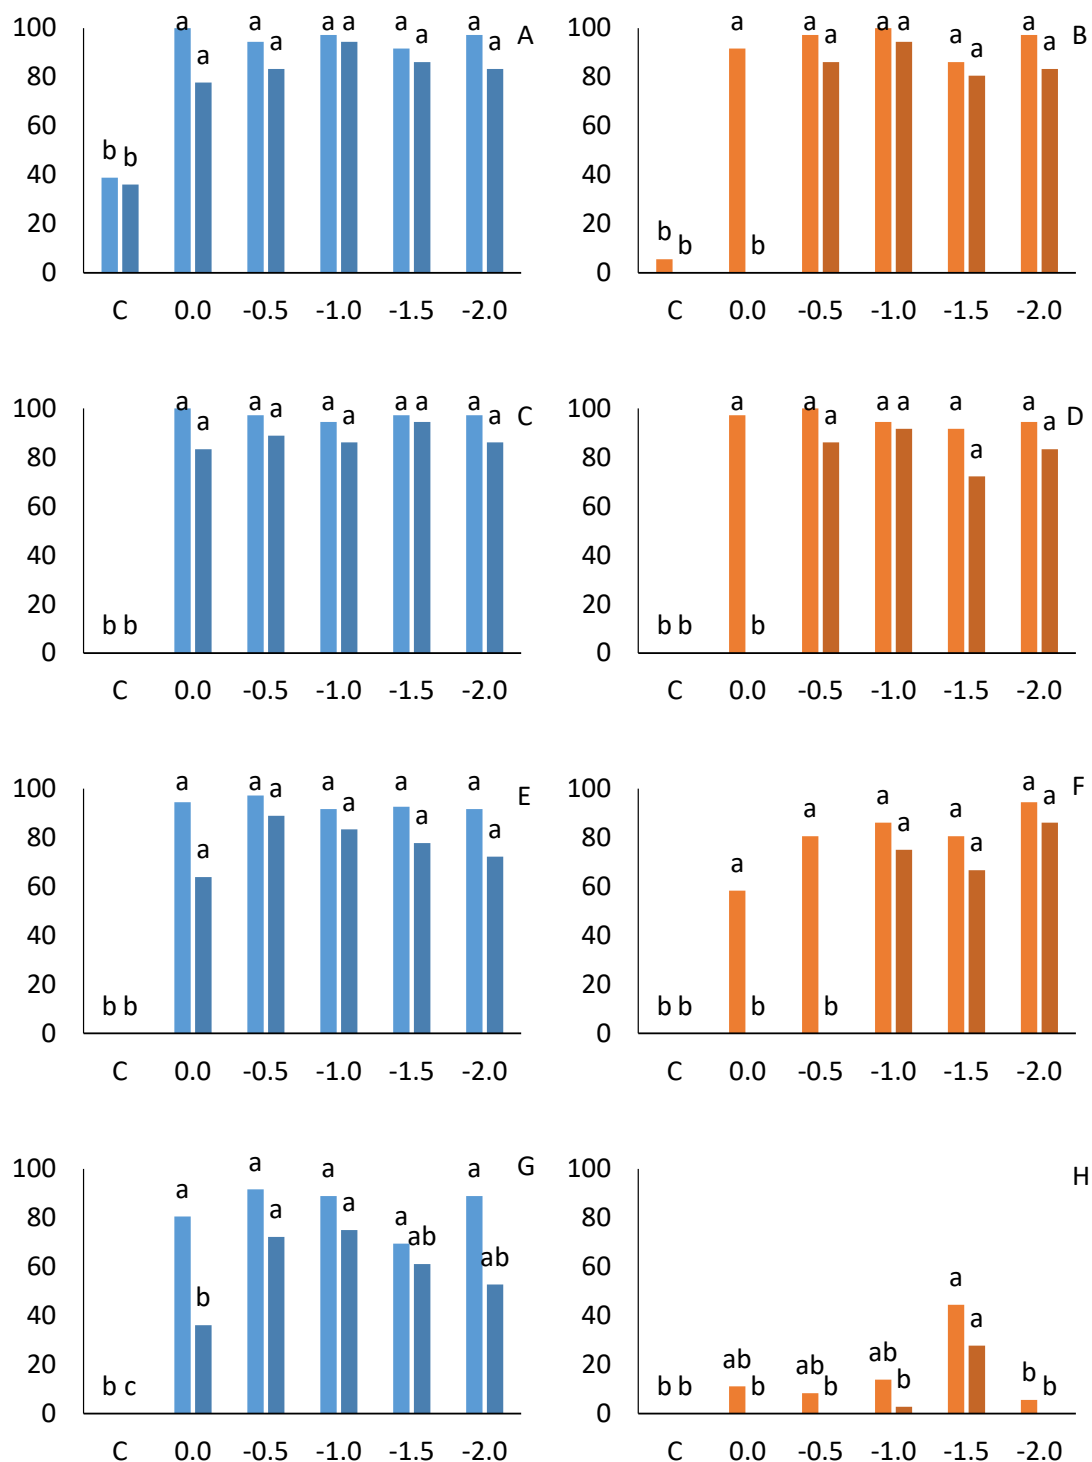 a a a a a a A
100 a a a a
80
60
b b
40
20
0
C 0.0 -0.5 -1.0 -1.5 -2.0
a a a a a a B
100 a a a
80
60
40
b b b
20
0
C 0.0 -0.5 -1.0 -1.5 -2.0
100 a a a a a a a C
80 a a a
60
40
20
b b
0
C 0.0 -0.5 -1.0 -1.5 -2.0
100 a a a a a a D
80 a a a
60
40
20
b b b
0
C 0.0 -0.5 -1.0 -1.5 -2.0
100 a a a a a a E
80 a a a a
60
40
20
b b
0
C 0.0 -0.5 -1.0 -1.5 -2.0
100 a a a F
80 a a a a
60 a
40
20
b b b b
0
C 0.0 -0.5 -1.0 -1.5 -2.0
100 a a a a G
80 a a a ab ab
60
40 b
20
b c
0
C 0.0 -0.5 -1.0 -1.5 -2.0
100 H
80
60 a
40 a
20 ab ab ab b b
b b b b b
0
C 0.0 -0.5 -1.0 -1.5 -2.0